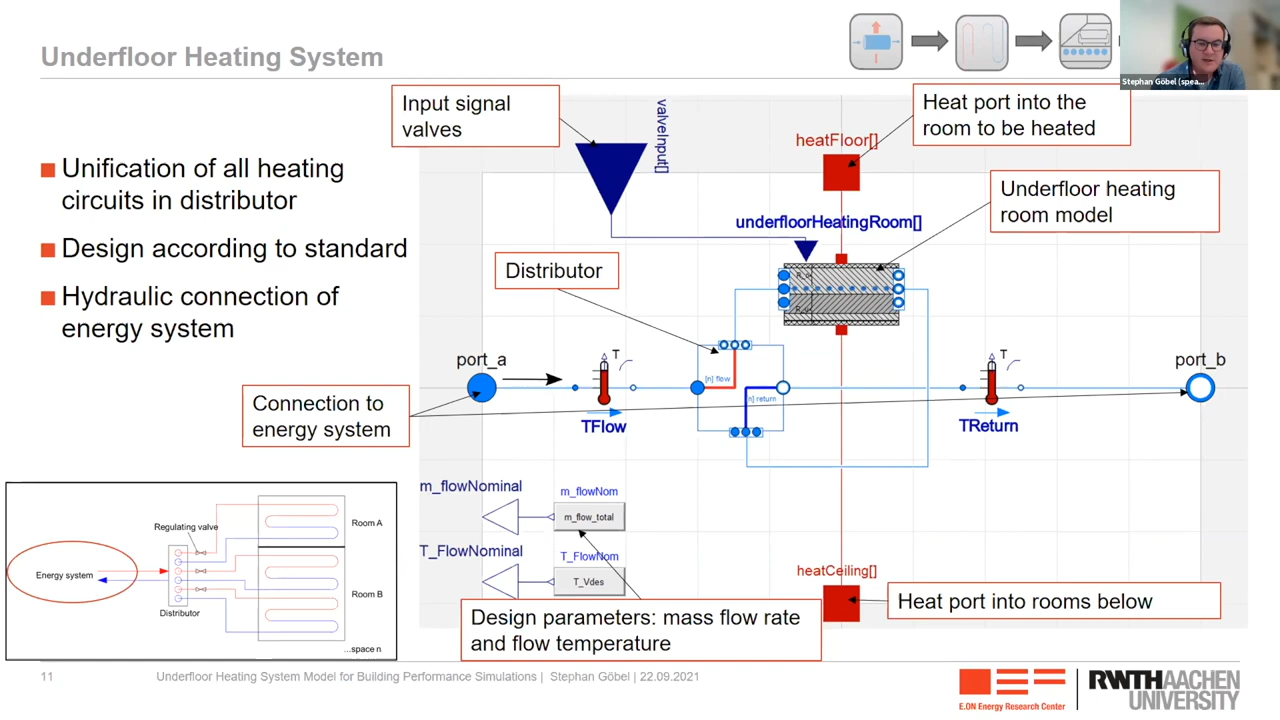 Underfloor Heating System
Stephan Göbel (spea...
Unification of all heating
circuits in distributor
Design according to standard
Hydraulic connection of
energy system
Input signal
valves
valveInput[]
heatFloor[]
Heat port into the
room to be heated
Underfloor heating
room model
underfloorHeatingRoom[]
Distributor
port_a
T
[n] flow
[n] return
T
port_b
Connection to
energy system
TFlow
TReturn
m_flowNominal
m_flowNom
m_flow_total
T_FlowNominal
T_FlowNom
T_Vdes
heatCeiling[]
Heat port into rooms below
Design parameters: mass flow rate
and flow temperature
Regulating valve
Room A
Energy system
Room B
Distributor
...space n
11
Underfloor Heating System Model for Building Performance Simulations | Stephan Göbel | 22.09.2021
E.ON Energy Research Center
RWTH AACHEN
UNIVERSITY